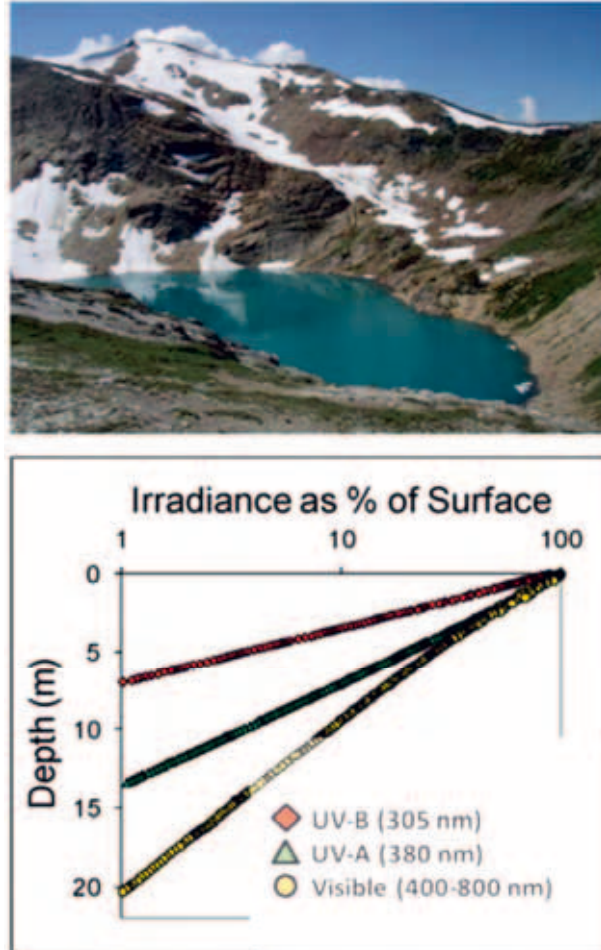 Irradiance as % of Surface
1 10 100
0
5
10
15
20
Depth (m)
UV-B (305 nm)
UV-A (380 nm)
Visible (400-800 nm)